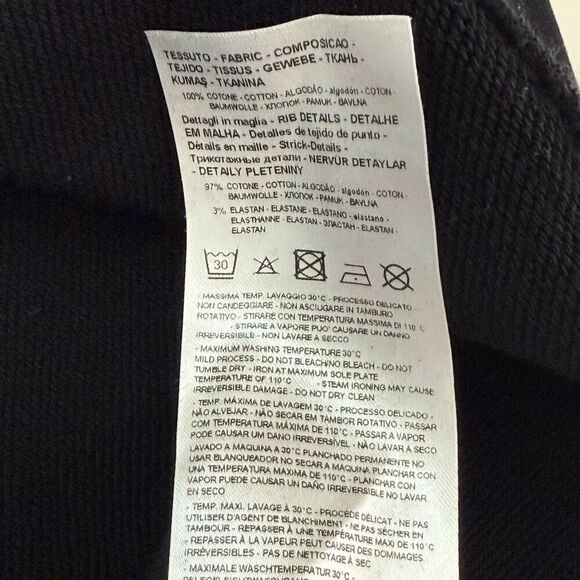 TESSUTO - FABRIC - COMPOSICAO -
TEJIDO - TISSUS - GEWEBE - ТКАНЬ -
KUMAŞ - TKANINA
100% COTONE - COTTON - ALGODÃO - algodón - COTON -
BAUMWOLLE - ХЛОПОК - PAMUK - BAVLNA
Dettagli in maglia - RIB DETAILS - DETALHE
EM MALHA - Detalles de tejido de punto -
Détails en maille - Strick-Details -
Трикотажные детали - NERVÜR DETAYLAR
- DETAILY PLETENINY
97% COTONE - COTTON - ALGODÃO - algodón - COTON -
BAUMWOLLE - ХЛОПОК - PAMUK - BAVLNA
3% ELASTAN - ELASTANE - ELASTANO - elastano -
ELASTHANNE - ELASTHAN - ЭЛАСТАН - ELASTAN -
ELASTAN
30
- MASSIMA TEMP. LAVAGGIO 30°C - PROCESSO DELICATO -
NON CANDEGGIARE - NON ASCIUGARE IN TAMBURO
ROTATIVO - STIRARE CON TEMPERATURA MASSIMA DI 110 C
- STIRARE A VAPORE PUO' CAUSARE UN DANNO
IRREVERSIBILE - NON LAVARE A SECCO
- MAXIMUM WASHING TEMPERATURE 30°C
MILD PROCESS - DO NOT BLEACHINO BLEACH - DO NOT
TUMBLE DRY - IRON AT MAXIMUM SOLE PLATE
TEMPERATURE OF 110°C - STEAM IRONING MAY CAUSE
IRREVERSIBLE DAMAGE - DO NOT DRY CLEAN
- TEMP. MÁXIMA DE LAVAGEM 30°C - PROCESSO DELICADO -
NÃO ALVEJAR - NÃO SECAR EM TAMBOR ROTATIVO - PASSAR
COM TEMPERATURA MÁXIMA DE 110°C - PASSAR A VAPOR
PODE CAUSAR UM DANO IRREVERSÍVEL - NÃO LAVAR À SECO
LAVADO A MAQUINA A 30°C PLANCHADO PERMANENTE NO
USAR BLANQUEADOR NO SECAR A MAQUINA PLANCHAR CON
UNA TEMPERATURA MAXIMA DE 110°C - PLANCHAR CON
VAPOR PUEDE CAUSAR UN DAÑO IRREVERSIBLE NO LAVAR
EN SECO
- TEMP. MAXI. LAVAGE À 30°C - PROCÉDÉ DÉLICAT - NE PAS
UTILISER D'AGENT DE BLANCHIMENT - NE PAS SÉCHER EN
TAMBOUR - REPASSER À UNE TEMPÉRATURE MAXI DE 110°C
- REPASSER À LA VAPEUR PEUT CAUSER DES DOMMAGES
IRRÉVERSIBLES - PAS DE NETTOYAGE À SEC
- MAXIMALE WASCHTEMPERATUR 30°C -